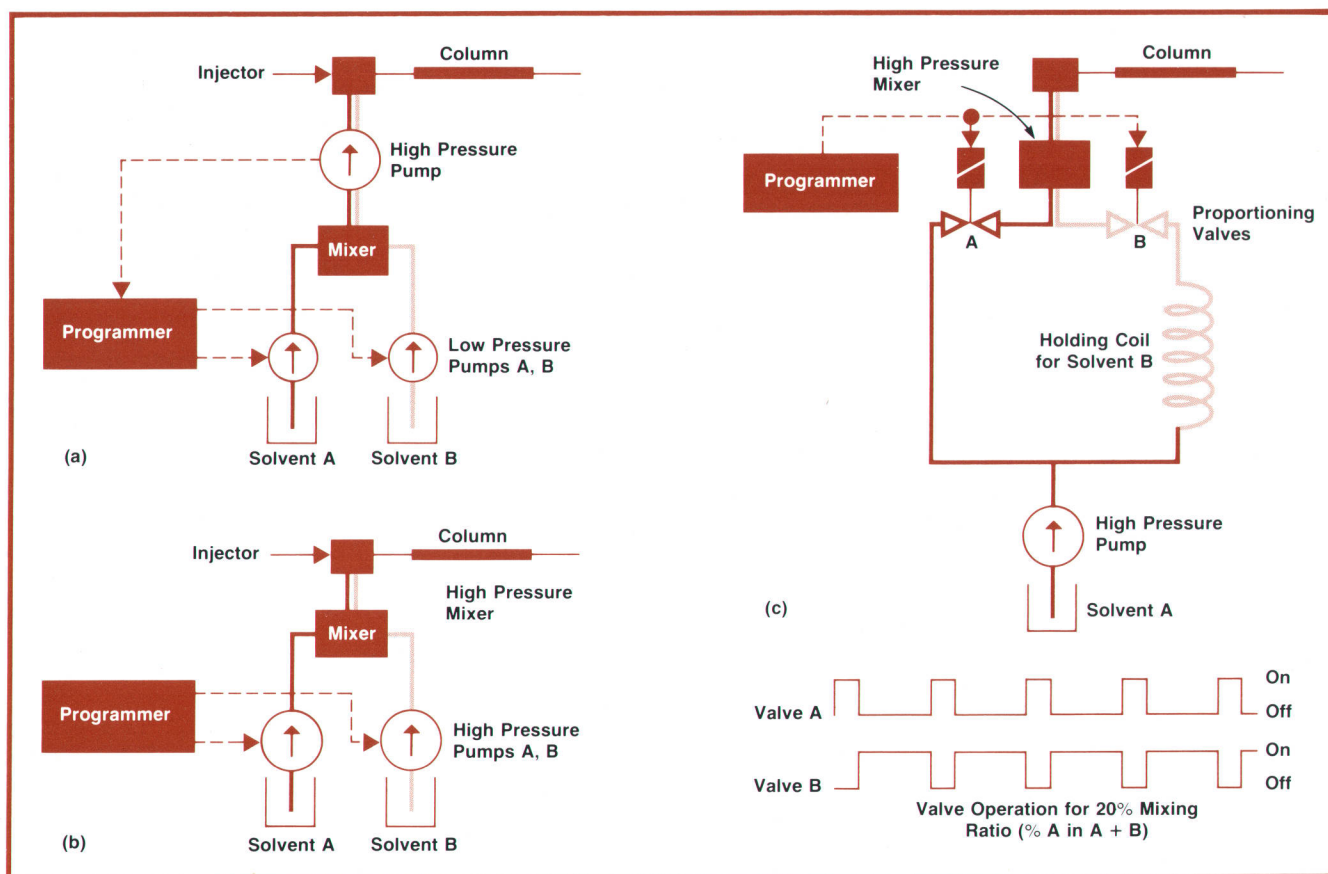 Injector
Column
High Pressure
Pump
Mixer
Programmer
Low Pressure
Pumps A, B
Solvent A
Solvent B
(a)
Injector
Column
High Pressure
Mixer
Mixer
Programmer
High Pressure
Pumps A, B
Solvent A
Solvent B
(b)
High Pressure
Mixer
Column
Programmer
A
B
Proportioning
Valves
Holding Coil
for Solvent B
High Pressure
Pump
Solvent A
(c)
Valve A
On
Off
Valve B
On
Off
Valve Operation for 20% Mixing
Ratio (% A in A + B)